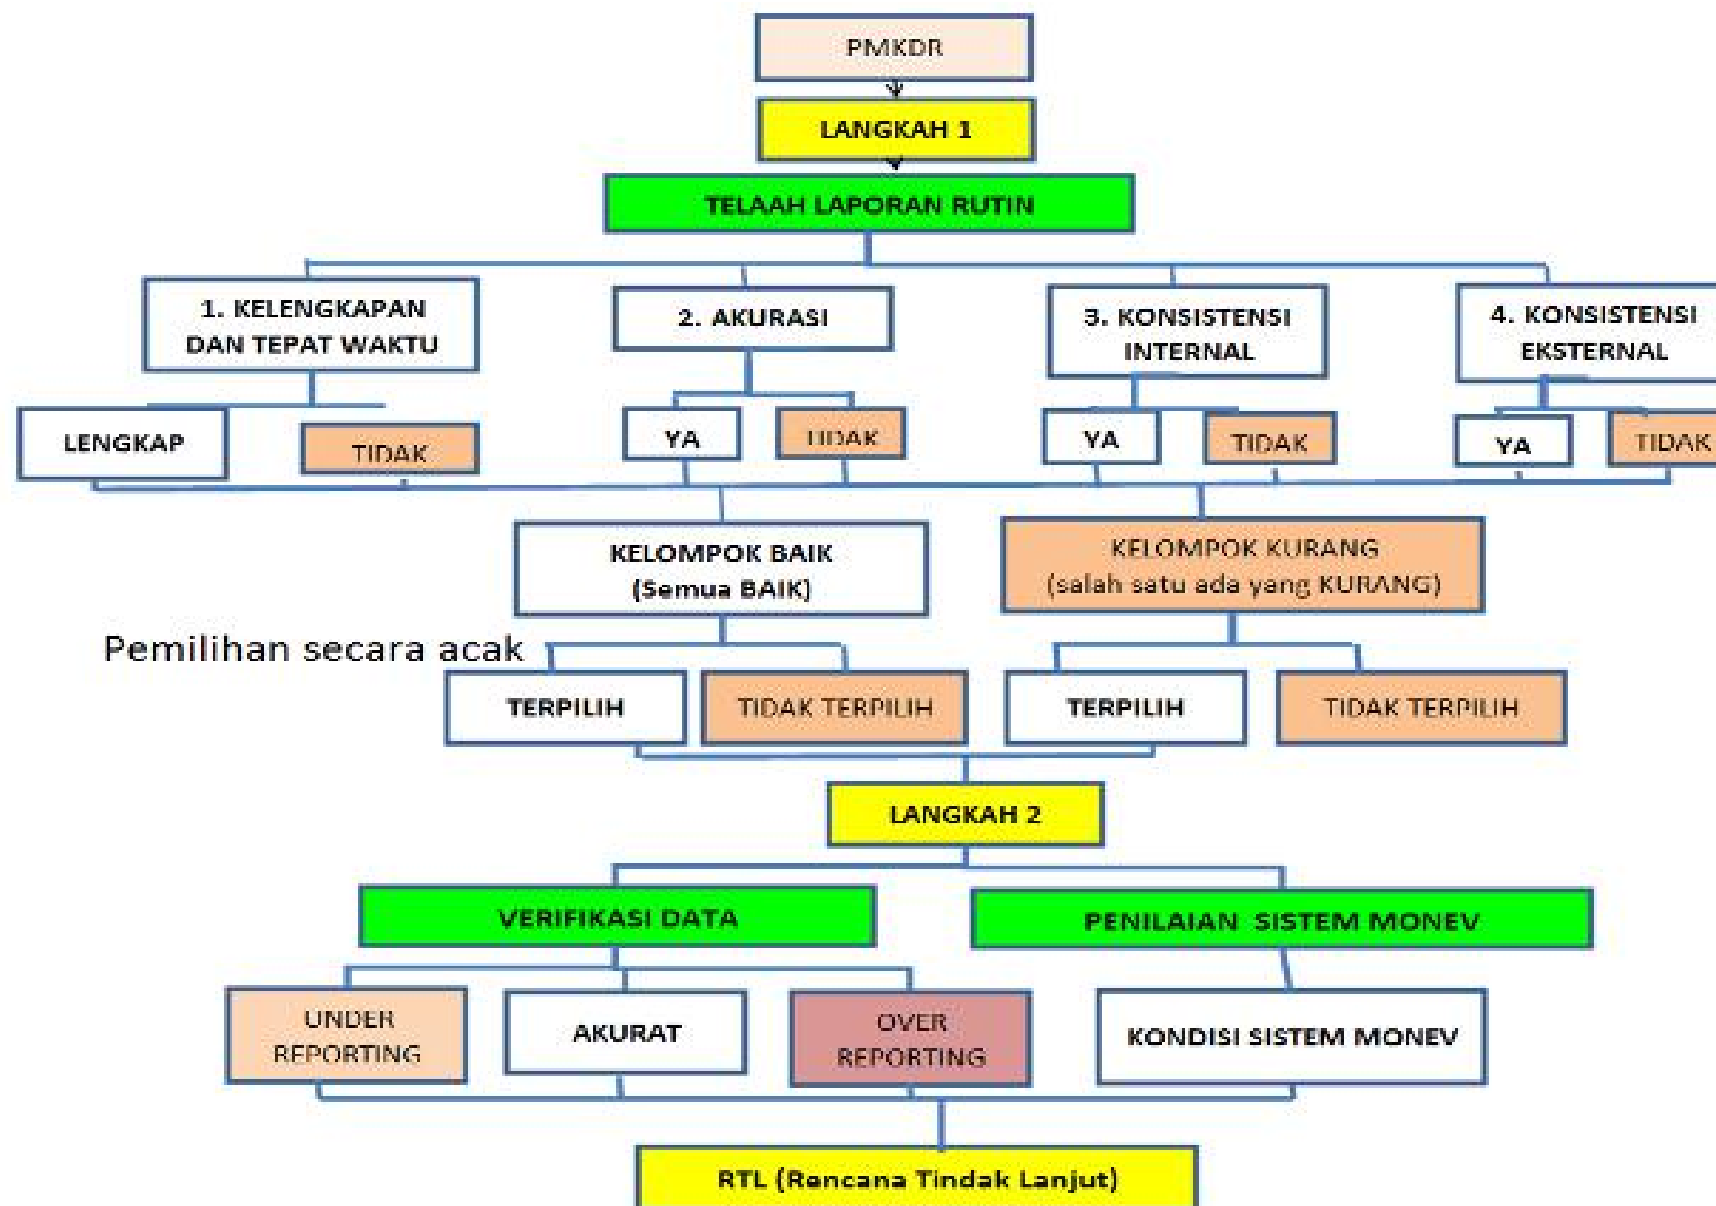 PMKDR
LANGKAH 1
TELAAH LAPORAN RUTIN
1. KELENGKAPAN
DAN TEPAT WAKTU
2. AKURASI
3. KONSISTENSI
INTERNAL
4. KONSISTENSI
EKSTERNAL
LENGKAP
TIDAK
YA
TIDAK
YA
TIDAK
YA
TIDAK
KELOMPOK BAIK
(Semua BAIK)
KELOMPOK KURANG
(salah satu ada yang KURANG)
Pemilihan secara acak
TERPILIH
TIDAK TERPILIH
TERPILIH
TIDAK TERPILIH
LANGKAH 2
VERIFIKASI DATA
PENILAIAN SISTEM MONEV
UNDER
REPORTING
AKURAT
OVER
REPORTING
KONDISI SISTEM MONEV
RTL (Rencana Tindak Lanjut)